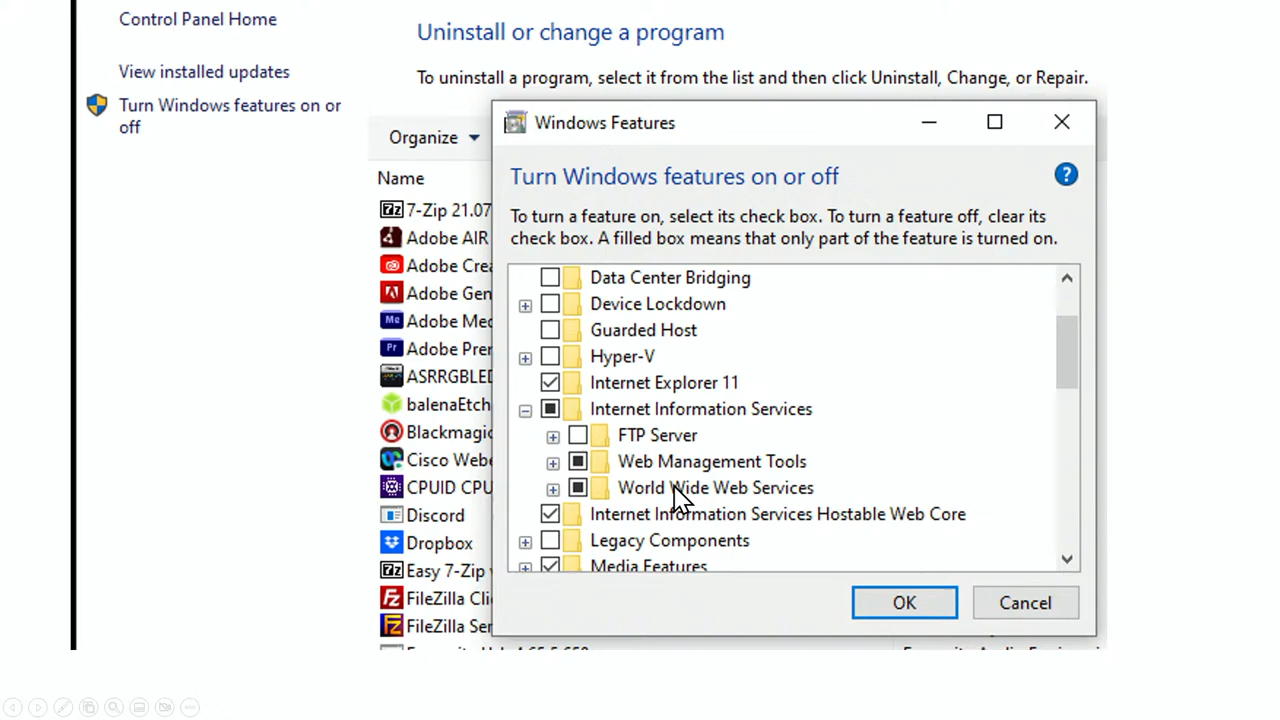 Control Panel Home
View installed updates
Turn Windows features on or
off
Uninstall or change a program
To uninstall a program, select it from the list and then click Uninstall, Change, or Repair.
Organize
Name
7-Zip 21.07
Adobe AIR
Adobe Crea
Adobe Gen
Adobe Med
Adobe Prem
ASRRGBLED
balenaEtch
Blackmagic
Cisco Webe
CPUID CPU
Discord
Dropbox
Easy 7-Zip v
FileZilla Clie
FileZilla Ser
Windows Features
Turn Windows features on or off
To turn a feature on, select its check box. To turn a feature off, clear its
check box. A filled box means that only part of the feature is turned on.
Data Center Bridging
Device Lockdown
Guarded Host
Hyper-V
Internet Explorer 11
Internet Information Services
FTP Server
Web Management Tools
World Wide Web Services
Internet Information Services Hostable Web Core
Legacy Components
Media Features
OK
Cancel